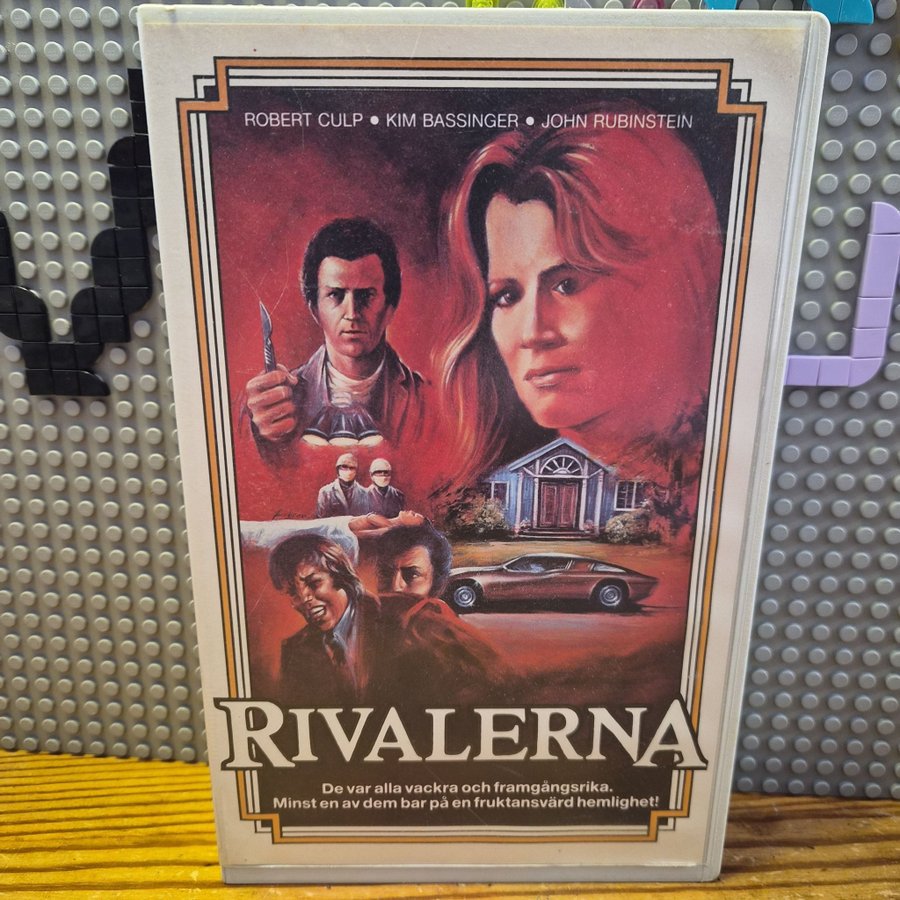 ROBERT CULP • KIM BASSINGER • JOHN RUBINSTEIN
RIVALERNA
De var alla vackra och framgångsrika.
Minst en av dem bar på en fruktansvärd hemlighet!